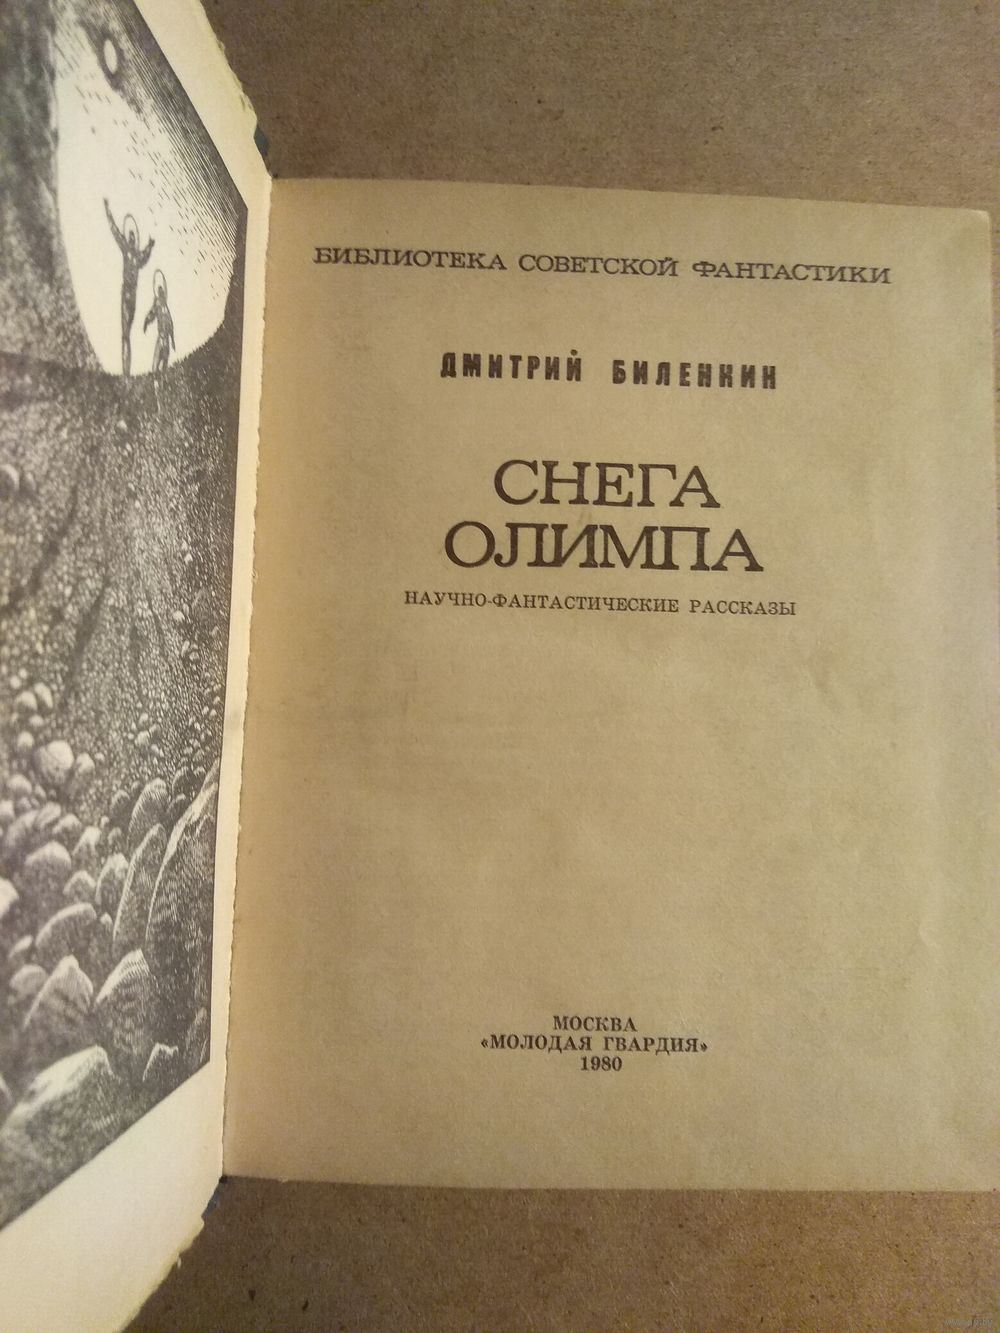 БИБЛИОТЕКА СОВЕТСКОЙ ФАНТАСТИКИ
ДМИТРИЙ БИЛЕНКИН
СНЕГА
ОЛИМПА
НАУЧНО-ФАНТАСТИЧЕСКИЕ РАССКАЗЫ
МОСКВА
«МОЛОДАЯ ГВАРДИЯ»
1980